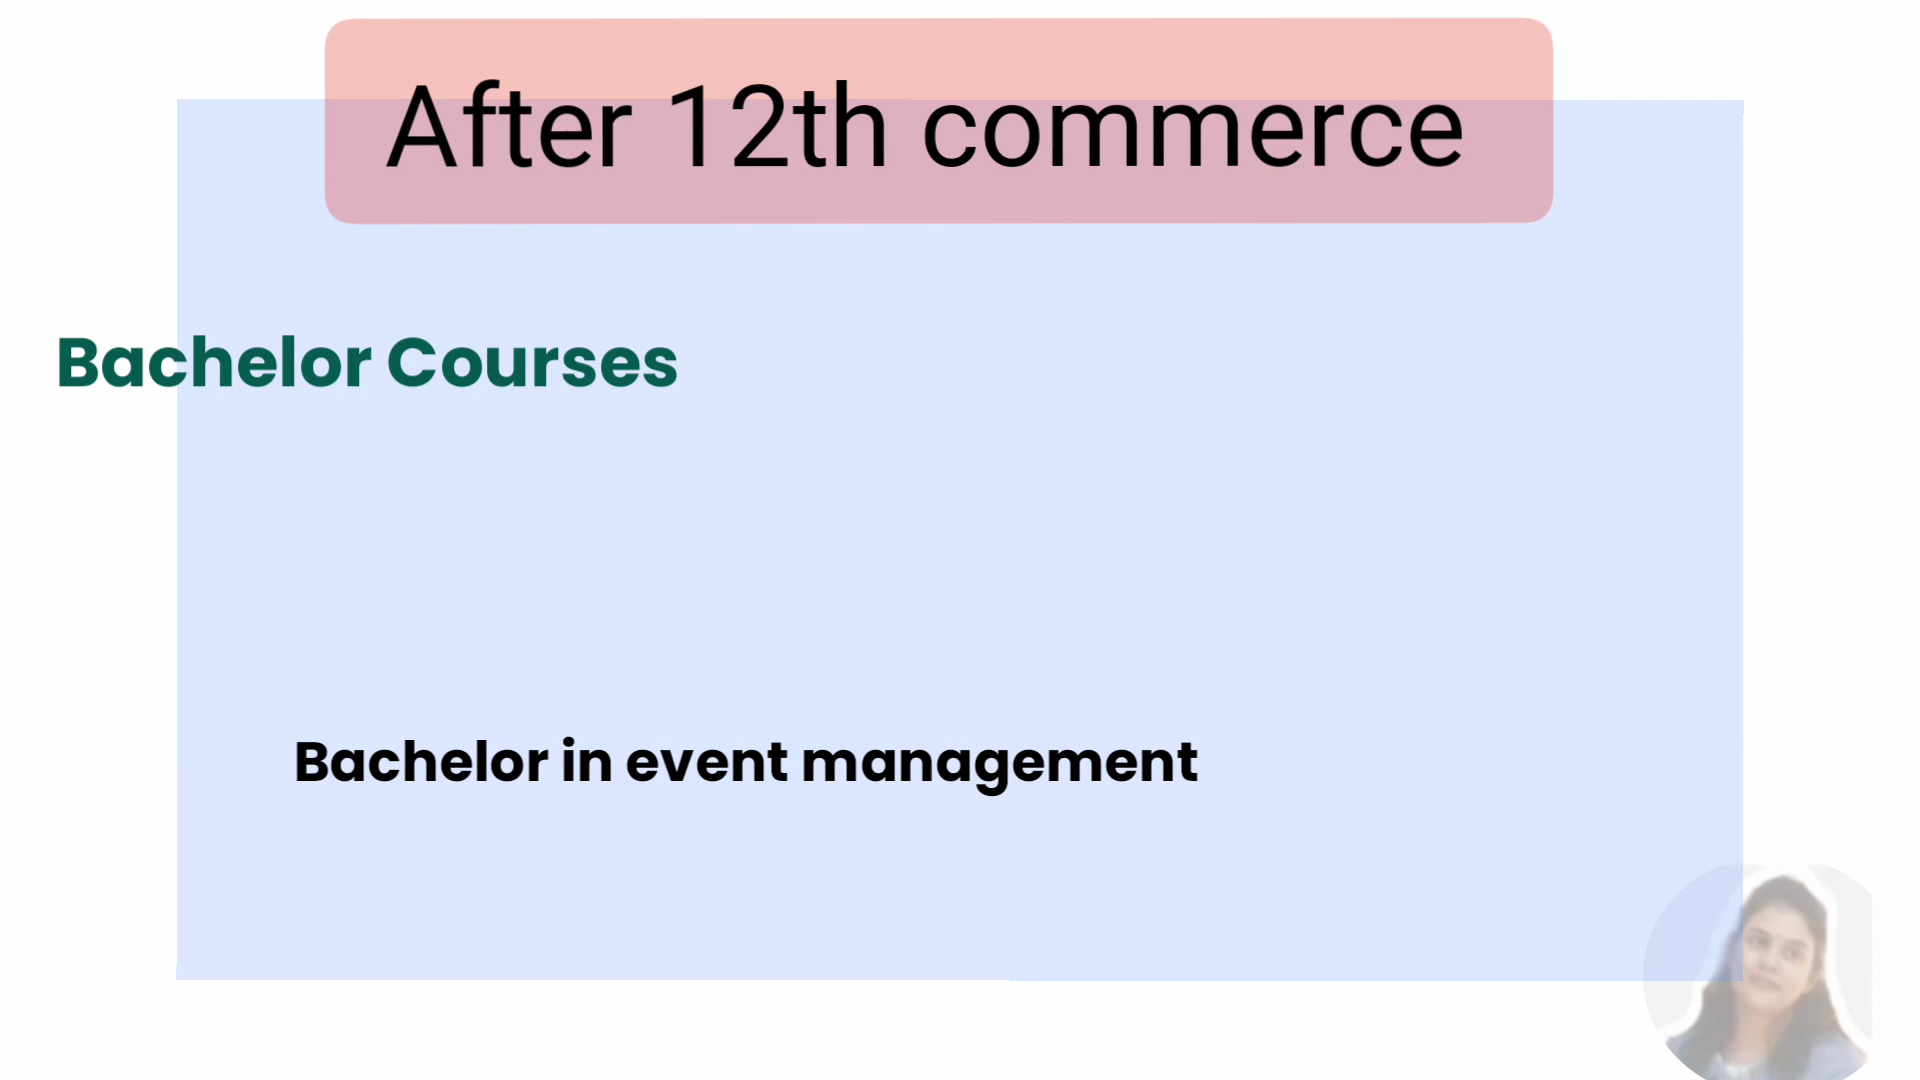 After 12th commerce
Bachelor Courses
Bachelor in event management